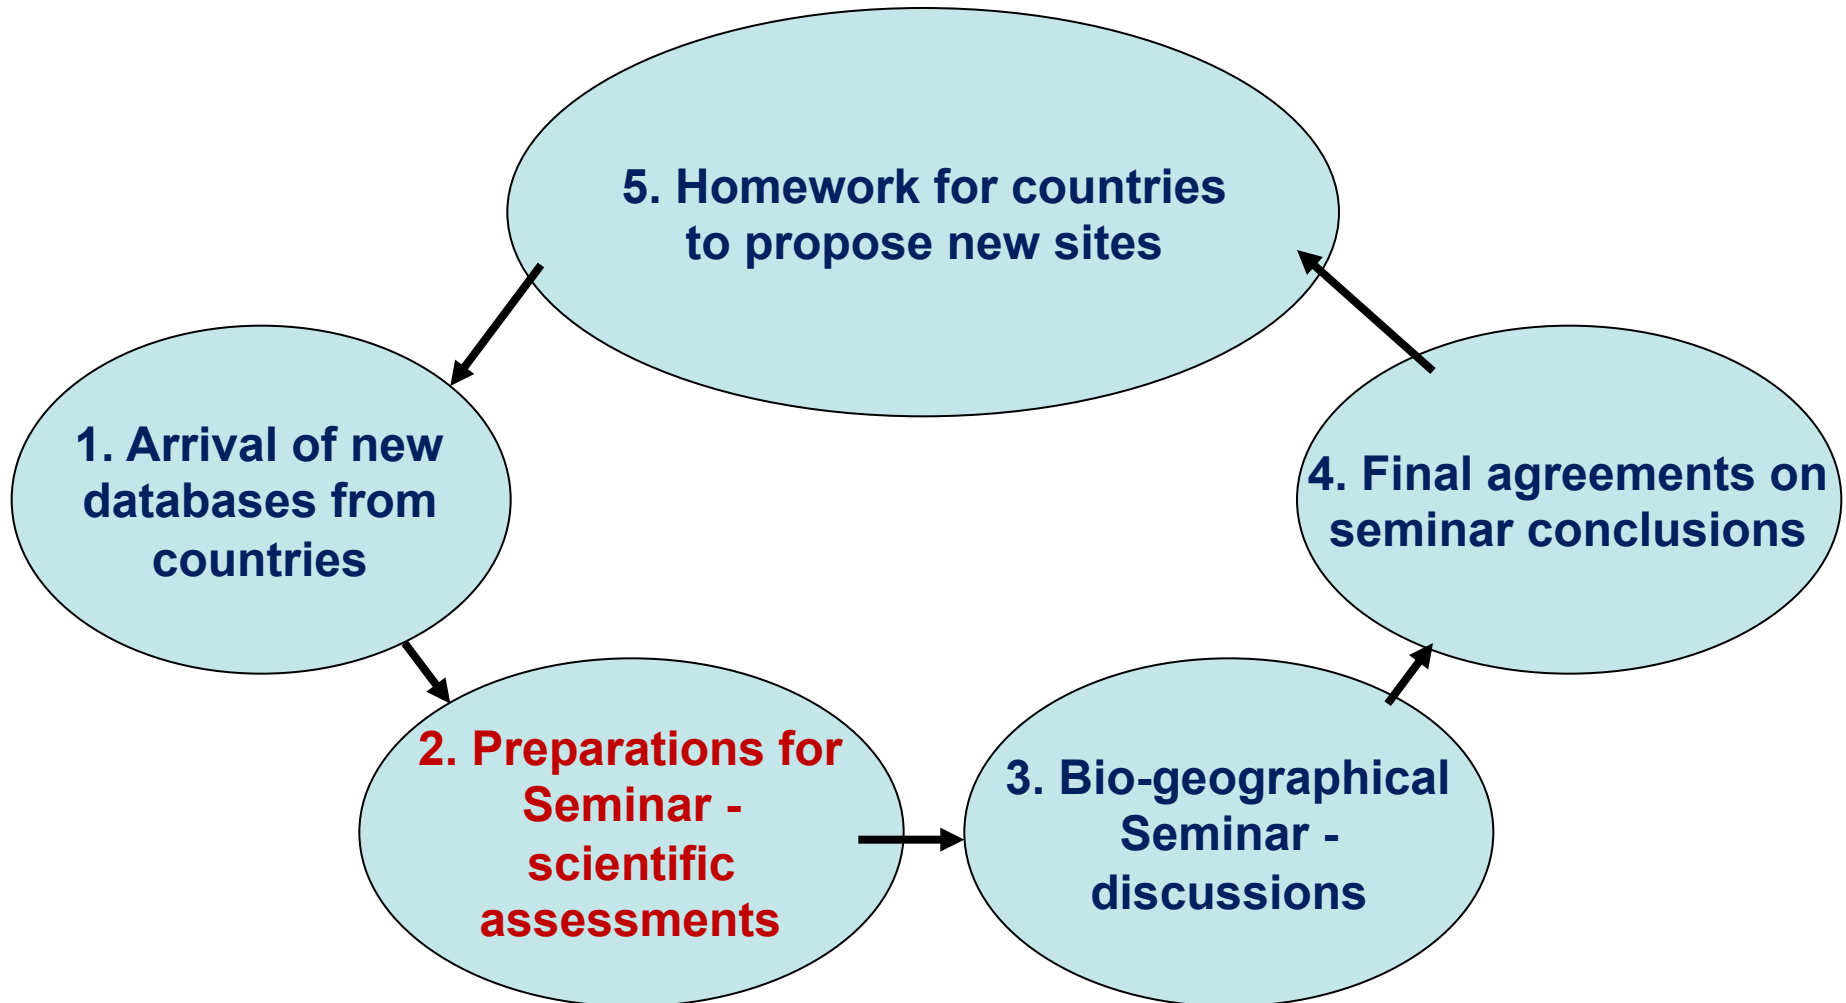 5. Homework for countries
to propose new sites
1. Arrival of new
databases from
countries
4. Final agreements on
seminar conclusions
2. Preparations for
Seminar -
scientific
assessments
3. Bio-geographical
Seminar -
discussions